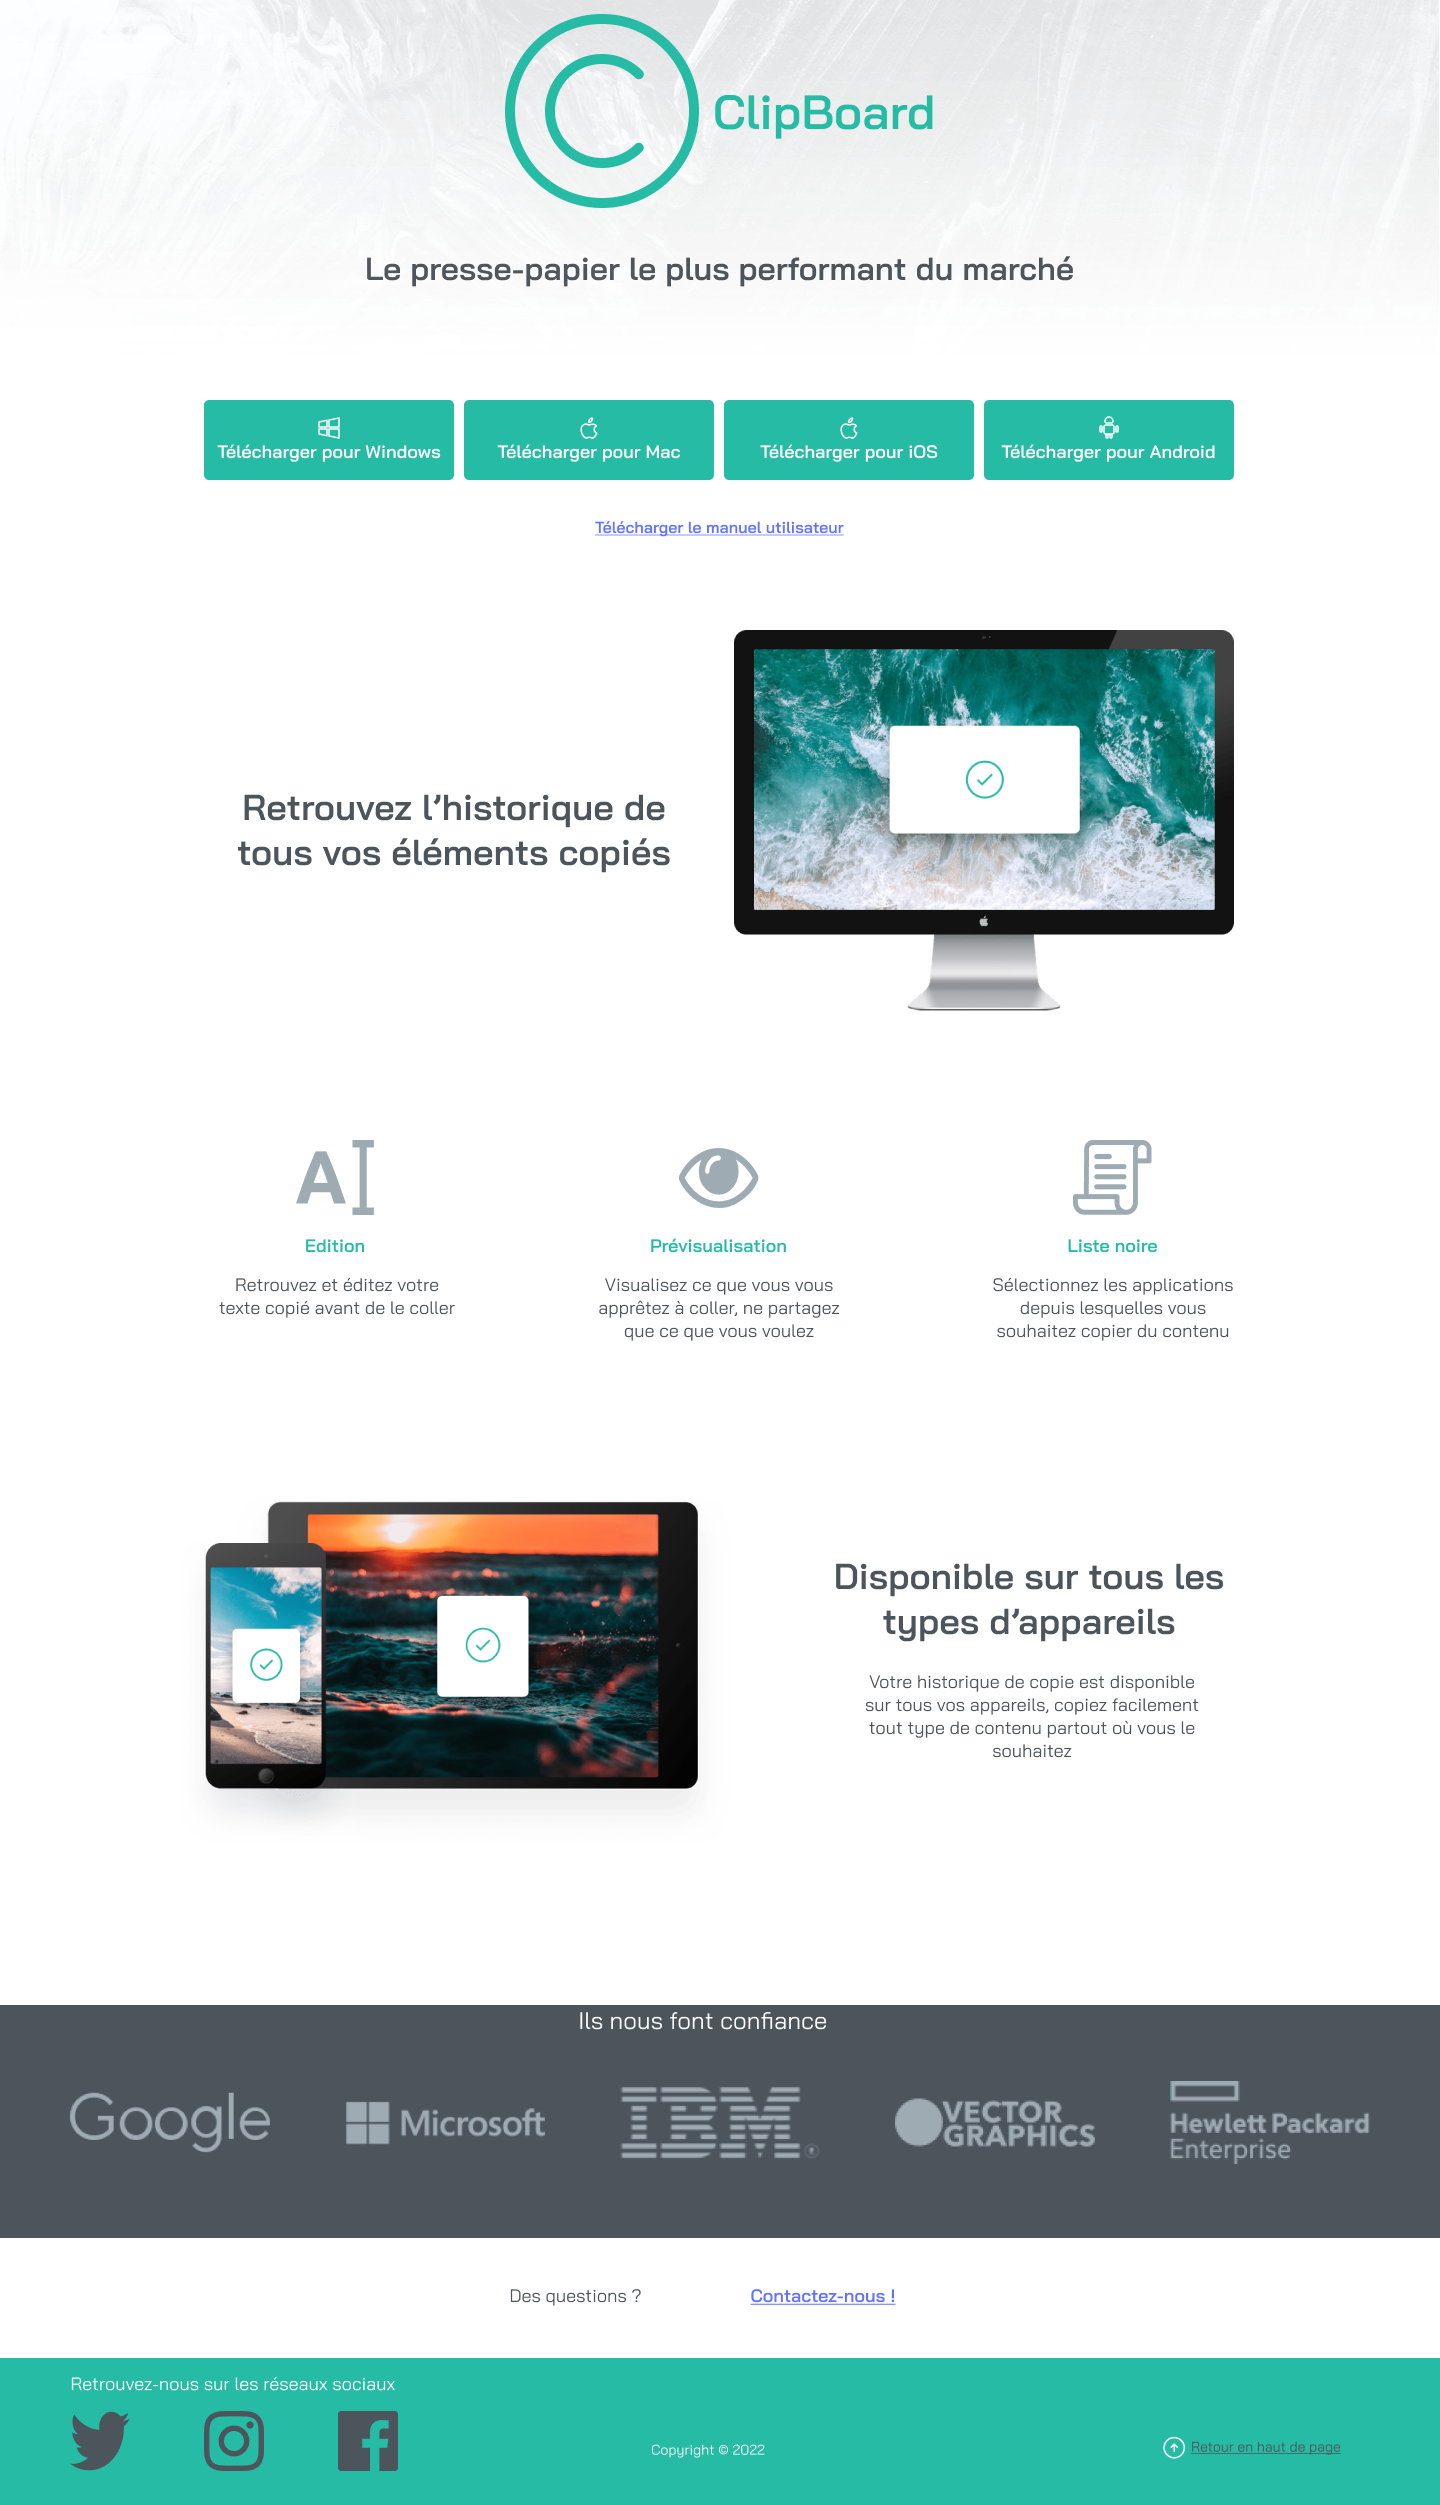 ClipBoard
Le presse-papier le plus performant du marché
Télécharger pour Windows
Télécharger pour Mac
Télécharger pour iOS
Télécharger pour Android
Télécharger le manuel utilisateur
Retrouvez l’historique de
tous vos éléments copiés
Edition
Retrouvez et éditez votre
texte copié avant de le coller
Prévisualisation
Visualisez ce que vous vous
apprêtez à coller, ne partagez
que ce que vous voulez
Liste noire
Sélectionnez les applications
depuis lesquelles vous
souhaitez copier du contenu
Disponible sur tous les
types d’appareils
Votre historique de copie est disponible
sur tous vos appareils, copiez facilement
tout type de contenu partout où vous le
souhaitez
Ils nous font confiance
Google
Microsoft
IBM®
VECTOR
GRAPHICS
Hewlett Packard
Enterprise
Des questions ?
Contactez-nous !
Retrouvez-nous sur les réseaux sociaux
Copyright © 2022
Retour en haut de page